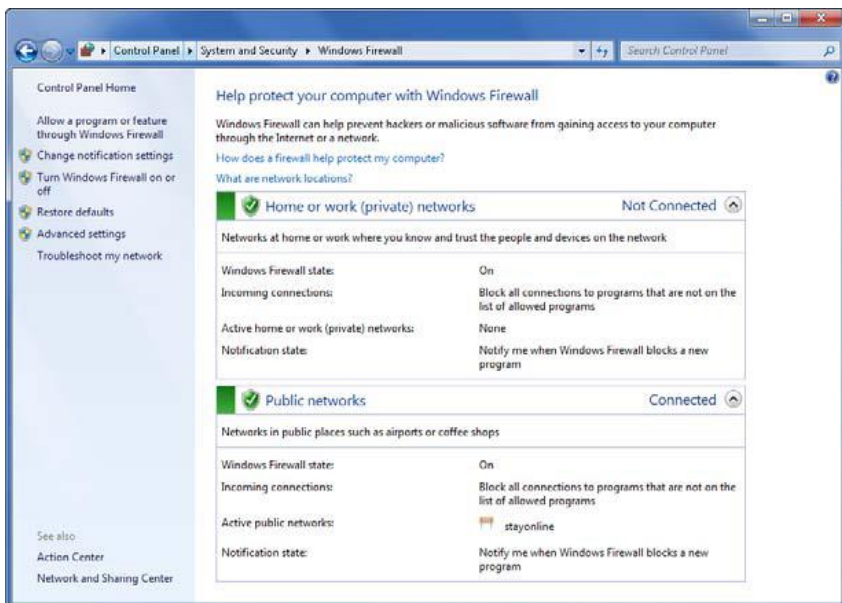 Control Panel ▸ System and Security ▸ Windows Firewall
Search Control Panel
Control Panel Home
Allow a program or feature
through Windows Firewall
Change notification settings
Turn Windows Firewall on or
off
Restore defaults
Advanced settings
Troubleshoot my network
See also
Action Center
Network and Sharing Center
Help protect your computer with Windows Firewall
Windows Firewall can help prevent hackers or malicious software from gaining access to your computer
through the Internet or a network.
How does a firewall help protect my computer?
What are network locations?
Home or work (private) networks Not Connected
Networks at home or work where you know and trust the people and devices on the network
Windows Firewall state: On
Incoming connections: Block all connections to programs that are not on the
list of allowed programs
Active home or work (private) networks: None
Notification state: Notify me when Windows Firewall blocks a new
program
Public networks Connected
Networks in public places such as airports or coffee shops
Windows Firewall state: On
Incoming connections: Block all connections to programs that are not on the
list of allowed programs
Active public networks: stayonline
Notification state: Notify me when Windows Firewall blocks a new
program